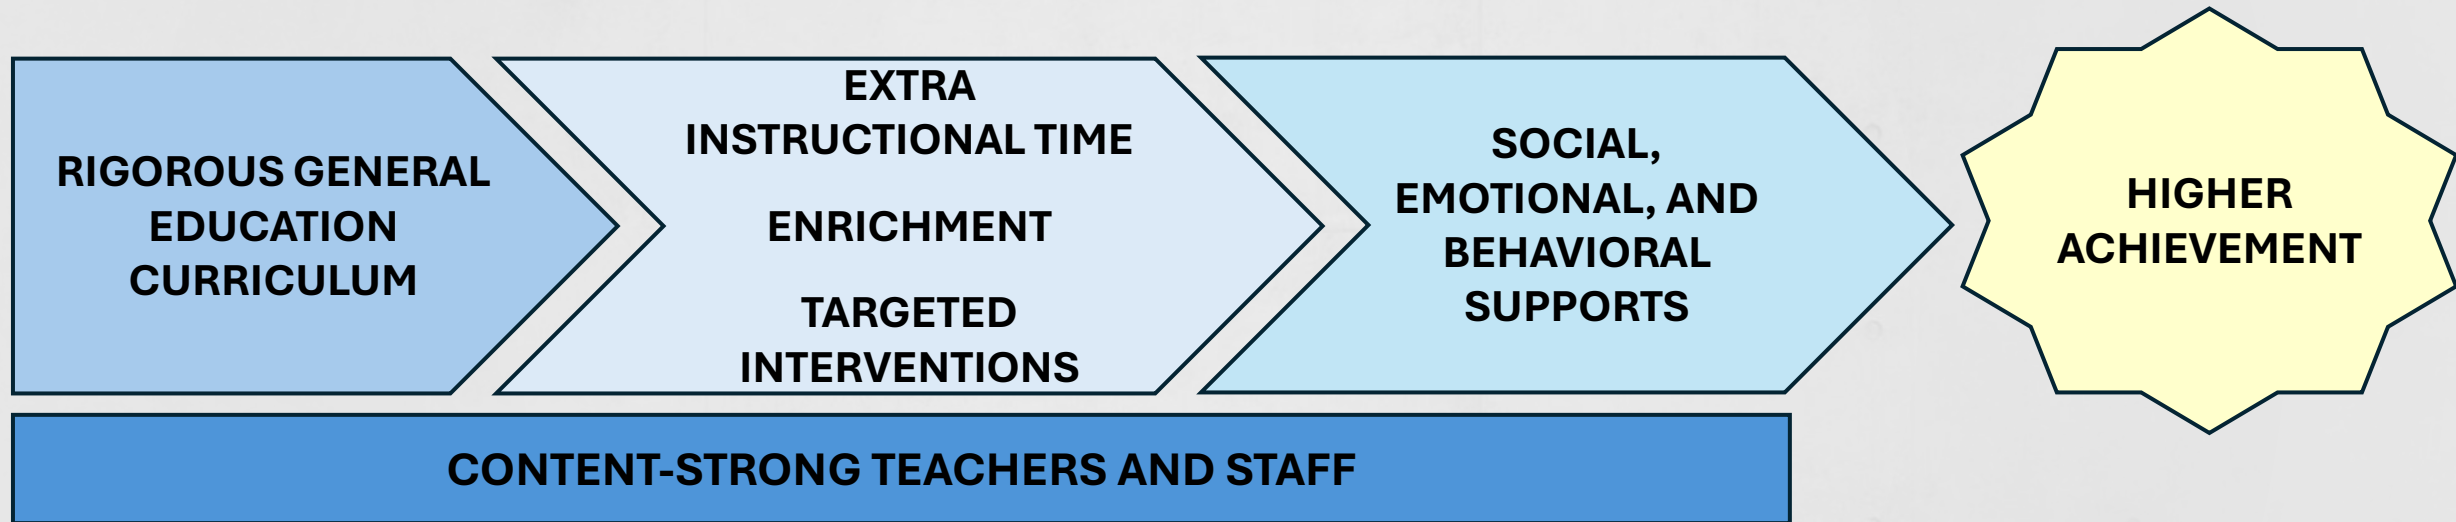 RIGOROUS GENERAL
EDUCATION
CURRICULUM
EXTRA
INSTRUCTIONAL TIME
ENRICHMENT
TARGETED
INTERVENTIONS
SOCIAL,
EMOTIONAL, AND
BEHAVIORAL
SUPPORTS
HIGHER
ACHIEVEMENT
CONTENT-STRONG TEACHERS AND STAFF